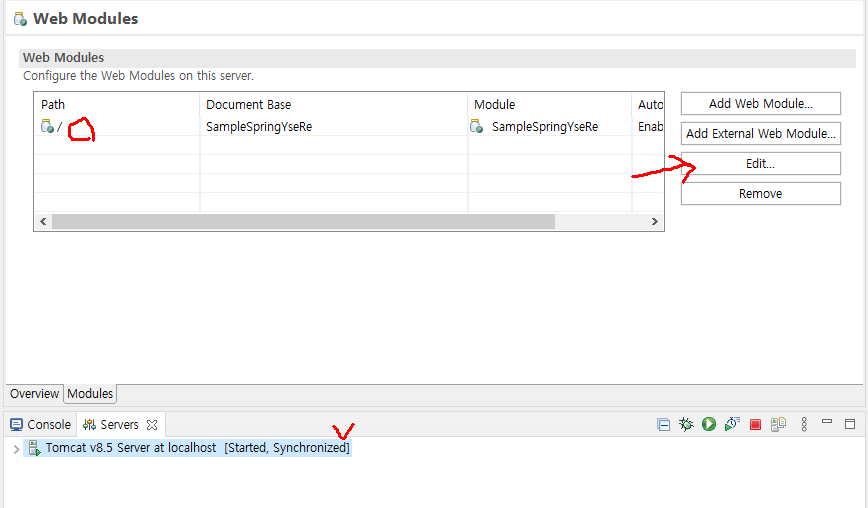 Web Modules
Web Modules
Configure the Web Modules on this server.
Path Document Base Module Auto
/ SampleSpringYseRe SampleSpringYseRe Enab
Add Web Module...
Add External Web Module...
Edit...
Remove
Overview Modules
Console Servers
Tomcat v8.5 Server at localhost [Started, Synchronized]